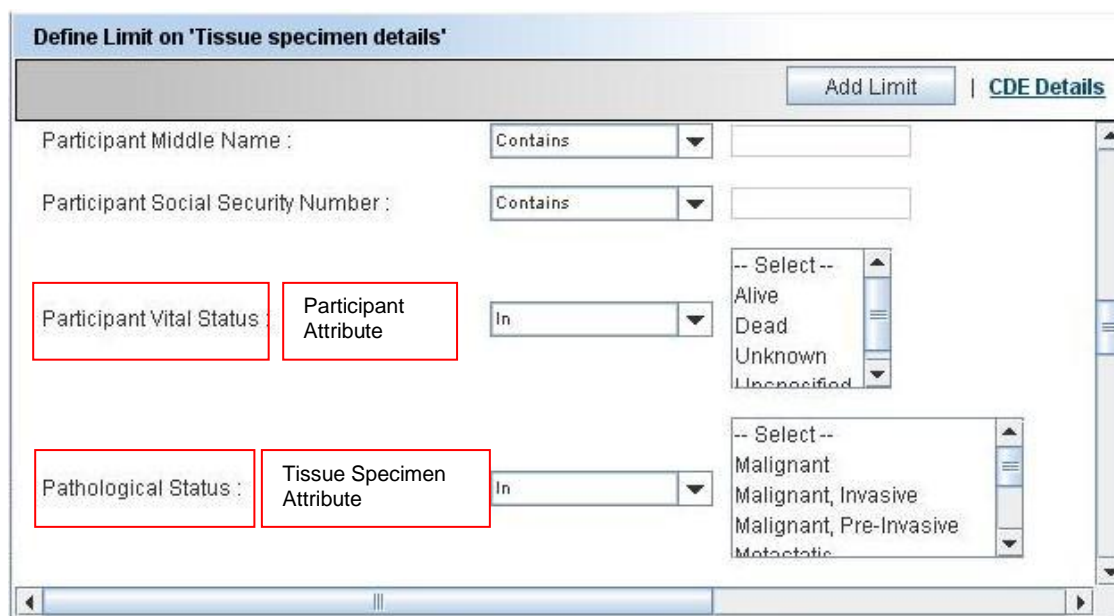 Define Limit on 'Tissue specimen details'
Add Limit | CDE Details
Participant Middle Name : Contains
Participant Social Security Number : Contains
-- Select --
Alive
Participant Vital Status : Participant Attribute In
Dead
Unknown
Unspecified
-- Select --
Malignant
Pathological Status : Tissue Specimen Attribute In
Malignant, Invasive
Malignant, Pre-Invasive
Metastatic